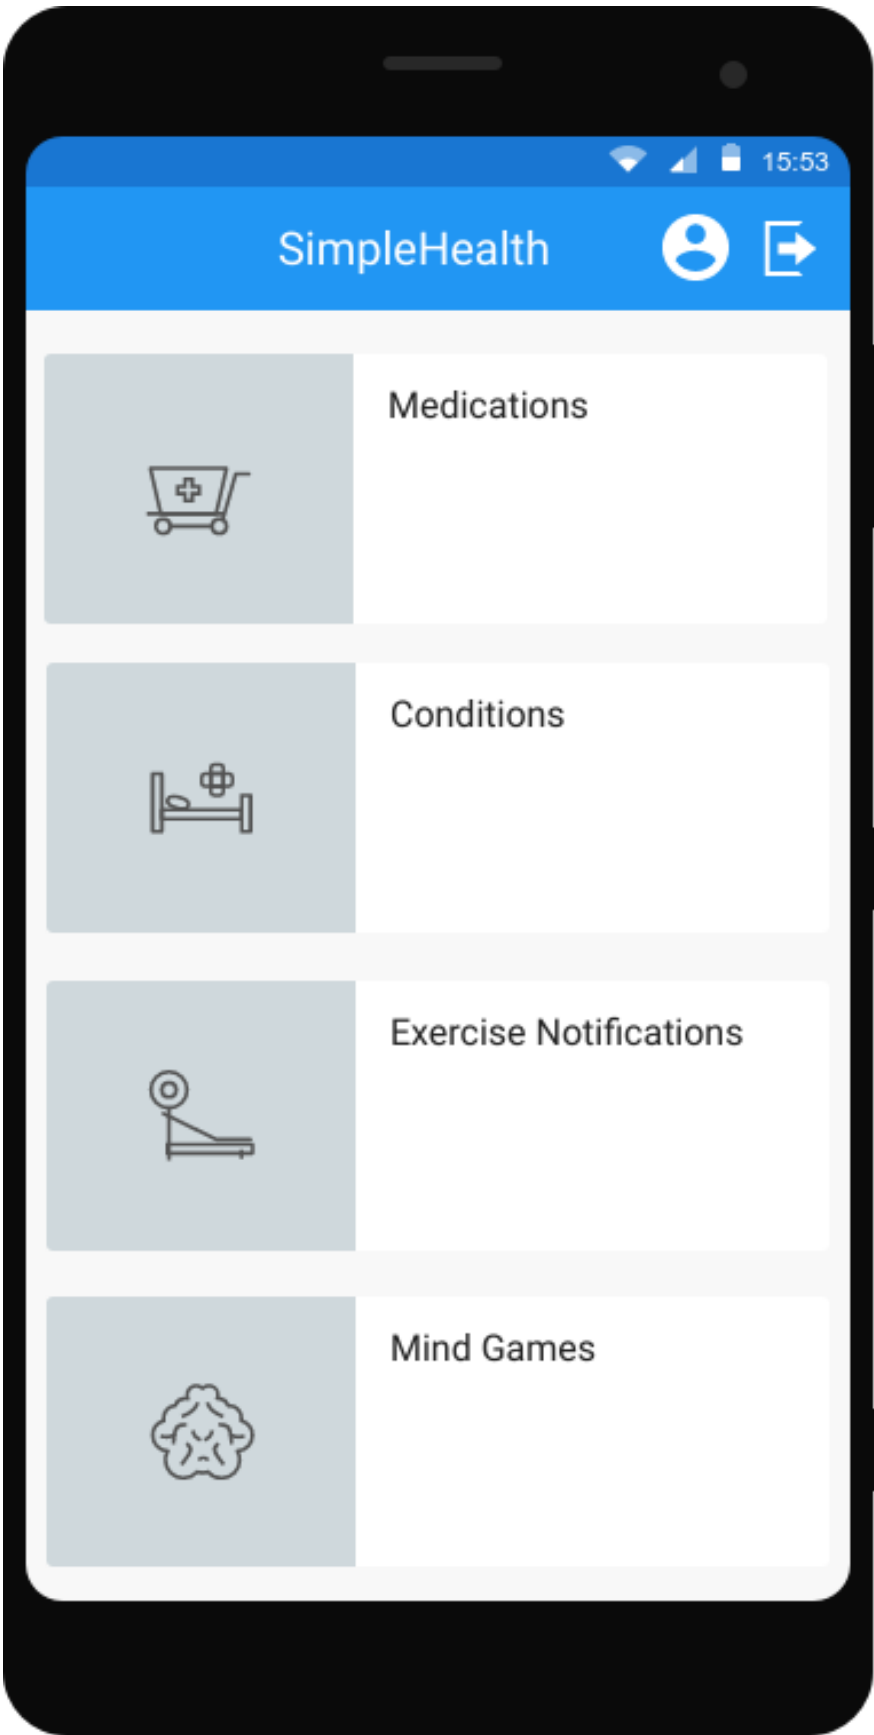 15:53
SimpleHealth
Medications
Conditions
Exercise Notifications
Mind Games